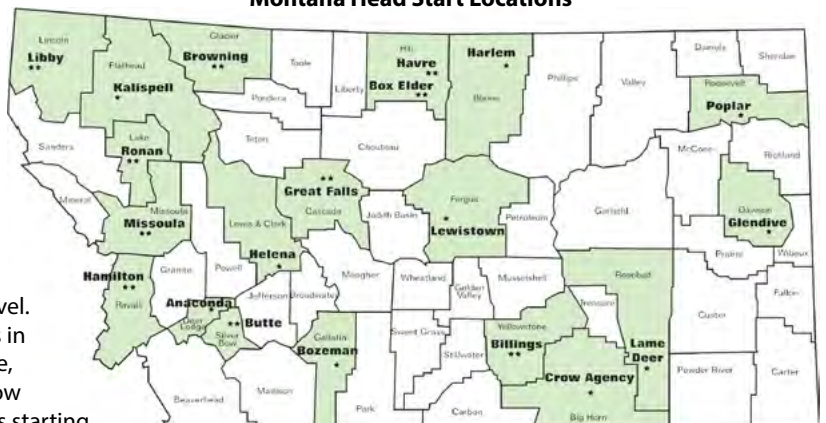 Montana Head Start Locations
Lincoln
Libby
**
Flathead
Kalispell
*
Glacier
Browning
**
Toole
Liberty
Hill
Havre
**
Box Elder
**
Harlem
*
Blaine
Phillips
Valley
Daniels
Sheridan
Roosevelt
Poplar
*
Pondera
Teton
Chouteau
Sanders
Lake
Ronan
**
Mineral
Missoula
Missoula
**
Lewis & Clark
Helena
*
Great Falls
**
Cascade
Judith Basin
Fergus
Lewistown
*
Petroleum
Garfield
McCone
Richland
Dawson
Glendive
*
Prairie
Wibaux
Hamilton
**
Ravalli
Granite
Powell
Anaconda
*
Deer
Lodge
Silver
Bow
**
Butte
Jefferson
Broadwater
Meagher
Wheatland
Golden
Valley
Musselshell
Rosebud
Treasure
Custer
Fallon
Gallatin
Bozeman
*
Sweet Grass
Stillwater
Yellowstone
Billings
**
Crow Agency
*
Big Horn
Lame
Deer
*
Powder River
Carter
Beaverhead
Madison
Park
Carbon
vel.
s in
e,
ow
s starting